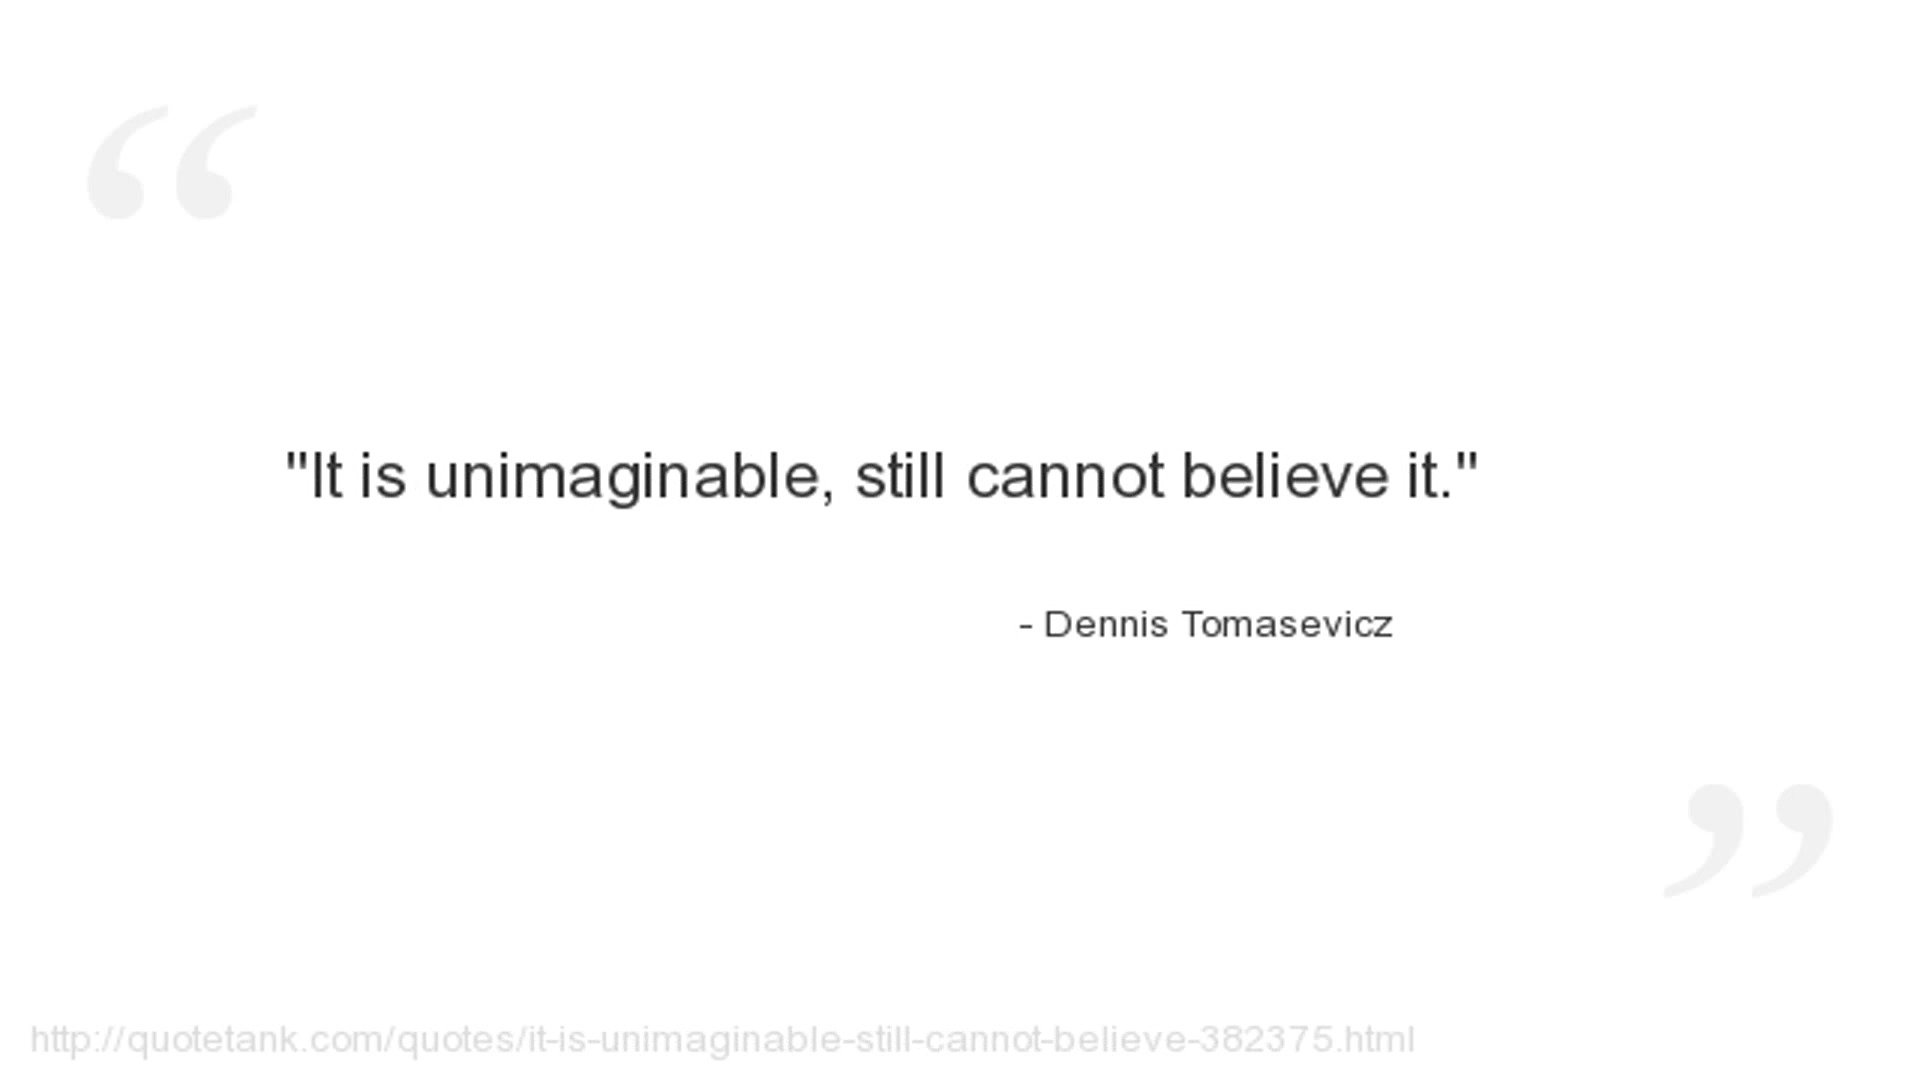 "It is unimaginable, still cannot believe it."
- Dennis Tomasevicz
http://quotetank.com/quotes/it-is-unimaginable-still-cannot-believe-382375.html